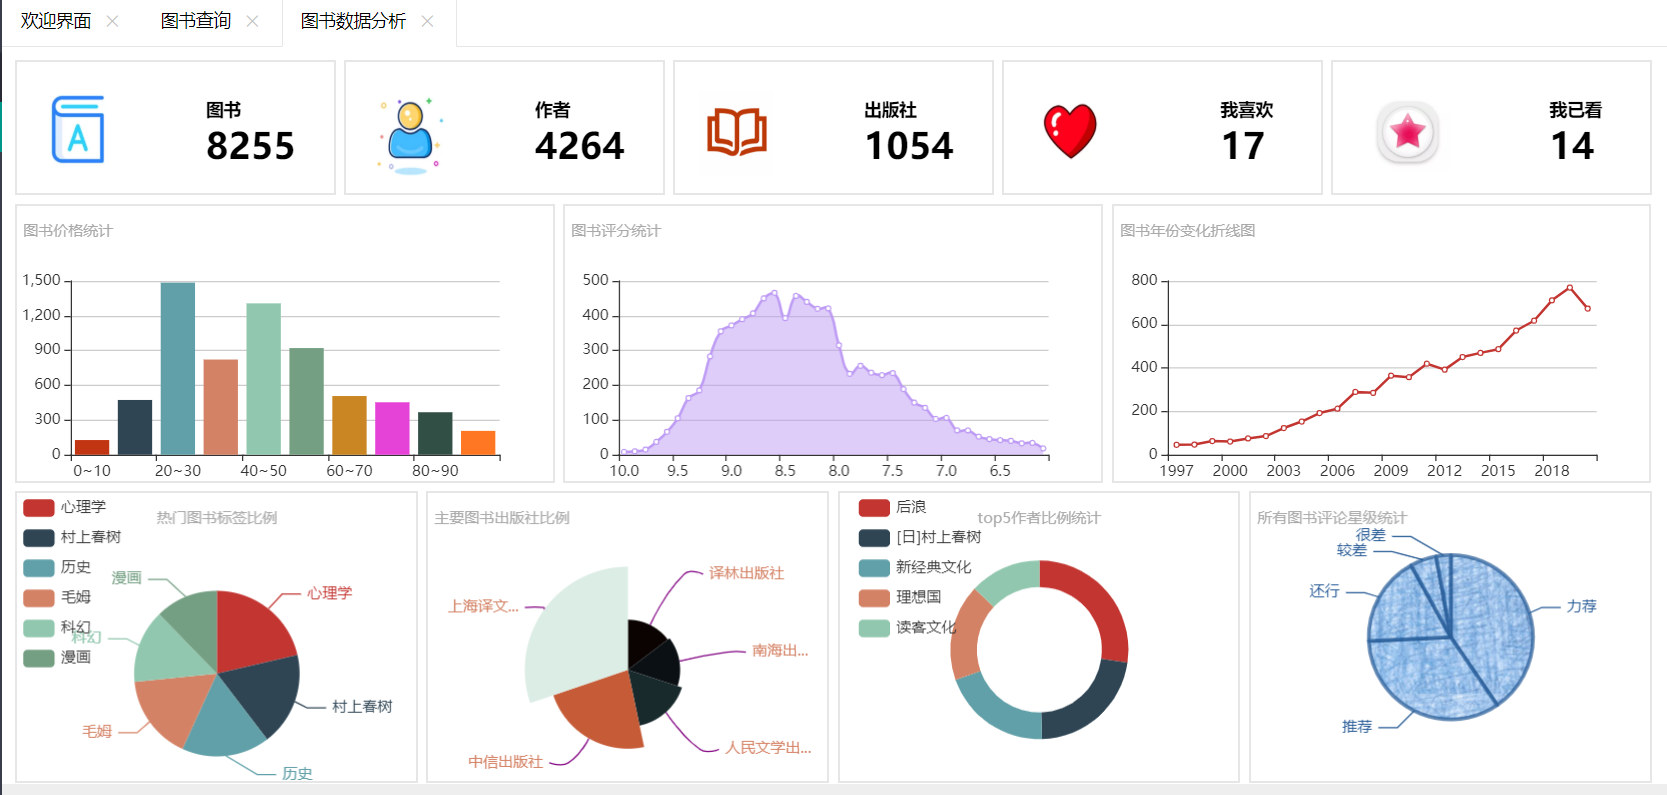 欢迎界面
图书查询
图书数据分析
图书
8255
作者
4264
出版社
1054
我喜欢
17
我已看
14
图书价格统计
1,500
1,200
900
600
300
0
0~10 20~30 40~50 60~70 80~90
图书评分统计
500
400
300
200
100
0
10.0 9.5 9.0 8.5 8.0 7.5 7.0 6.5
图书年份变化折线图
800
600
400
200
0
1997 2000 2003 2006 2009 2012 2015 2018
热门图书标签比例
心理学
村上春树
历史
毛姆
科幻
漫画
漫画
心理学
科幻
村上春树
毛姆
历史
主要图书出版社比例
译林出版社
上海译文...
南海出...
人民文学出...
中信出版社
top5作者比例统计
后浪
[日]村上春树
新经典文化
理想国
读客文化
所有图书评论星级统计
很差
较差
还行
力荐
推荐
A